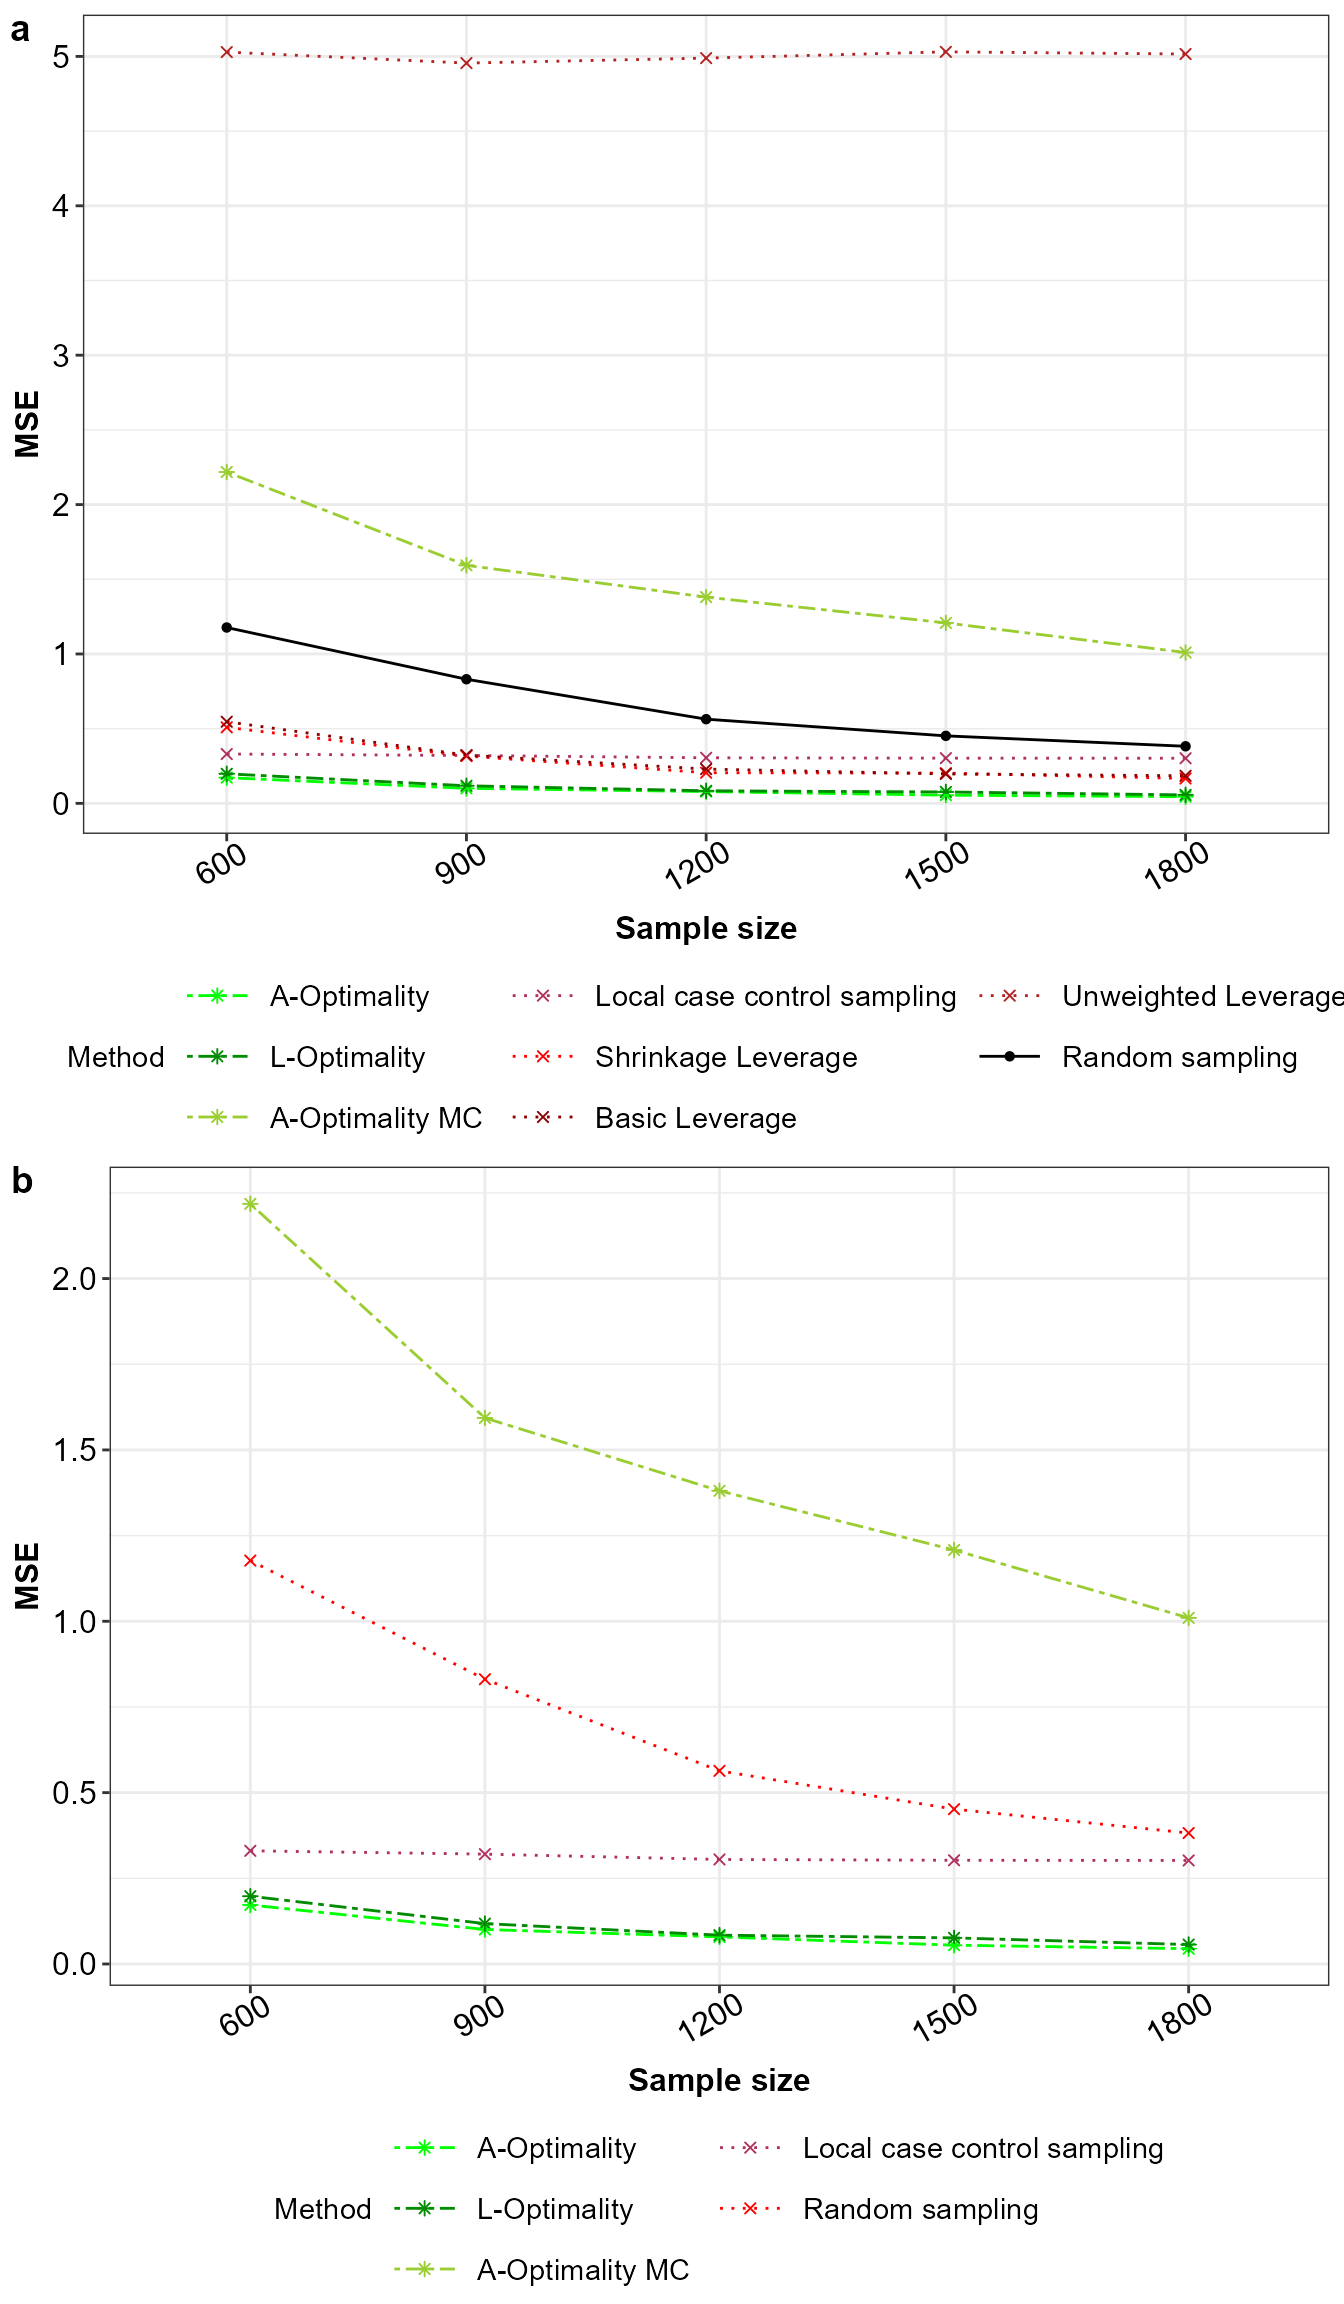 a
5
4
3
2
1
0
MSE
600 900 1200 1500 1800
Sample size
A-Optimality Local case control sampling Unweighted Leverage
Method L-Optimality Shrinkage Leverage Random sampling
A-Optimality MC Basic Leverage
b
2.0
1.5
1.0
0.5
0.0
MSE
600 900 1200 1500 1800
Sample size
A-Optimality Local case control sampling
Method L-Optimality Random sampling
A-Optimality MC